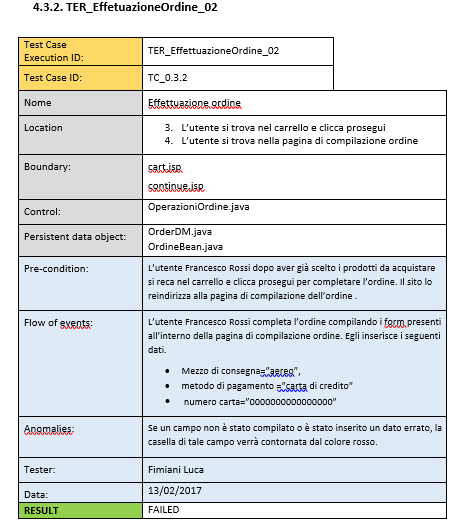 4.3.2. TER_EffetuazioneOrdine_02
Test Case
Execution ID:
TER_EffettuazioneOrdine_02
Test Case ID:
TC_0.3.2
Nome
Effettuazione ordine
Location
3. L'utente si trova nel carrello e clicca prosegui
4. L'utente si trova nella pagina di compilazione ordine
Boundary:
cart.jsp
continue.jsp
Control:
OperazioniOrdine.java
Persistent data object:
OrderDM.java
OrdineBean.java
Pre-condition:
L'utente Francesco Rossi dopo aver già scelto i prodotti da acquistare
si reca nel carrello e clicca prosegui per completare l'ordine. Il sito lo
reindirizza alla pagina di compilazione dell'ordine .
Flow of events:
L'utente Francesco Rossi completa l'ordine compilando i form presenti
all'interno della pagina di compilazione ordine. Egli inserisce i seguenti
dati.
• Mezzo di consegna="aereo",
• metodo di pagamento ="carta di credito"
• numero carta="0000000000000000"
Anomalies:
Se un campo non è stato compilato o è stato inserito un dato errato, la
casella di tale campo verrà contornata dal colore rosso.
Tester:
Fimiani Luca
Data:
13/02/2017
RESULT
FAILED